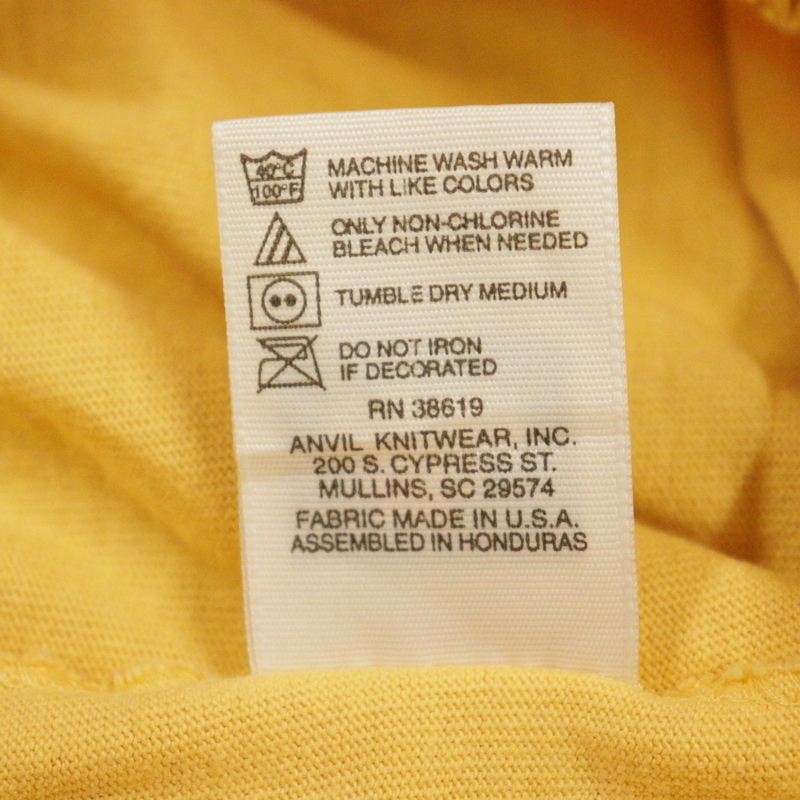 40°C
100°F
MACHINE WASH WARM
WITH LIKE COLORS
ONLY NON-CHLORINE
BLEACH WHEN NEEDED
TUMBLE DRY MEDIUM
DO NOT IRON
IF DECORATED
RN 38619
ANVIL KNITWEAR, INC.
200 S. CYPRESS ST.
MULLINS, SC 29574
FABRIC MADE IN U.S.A.
ASSEMBLED IN HONDURAS